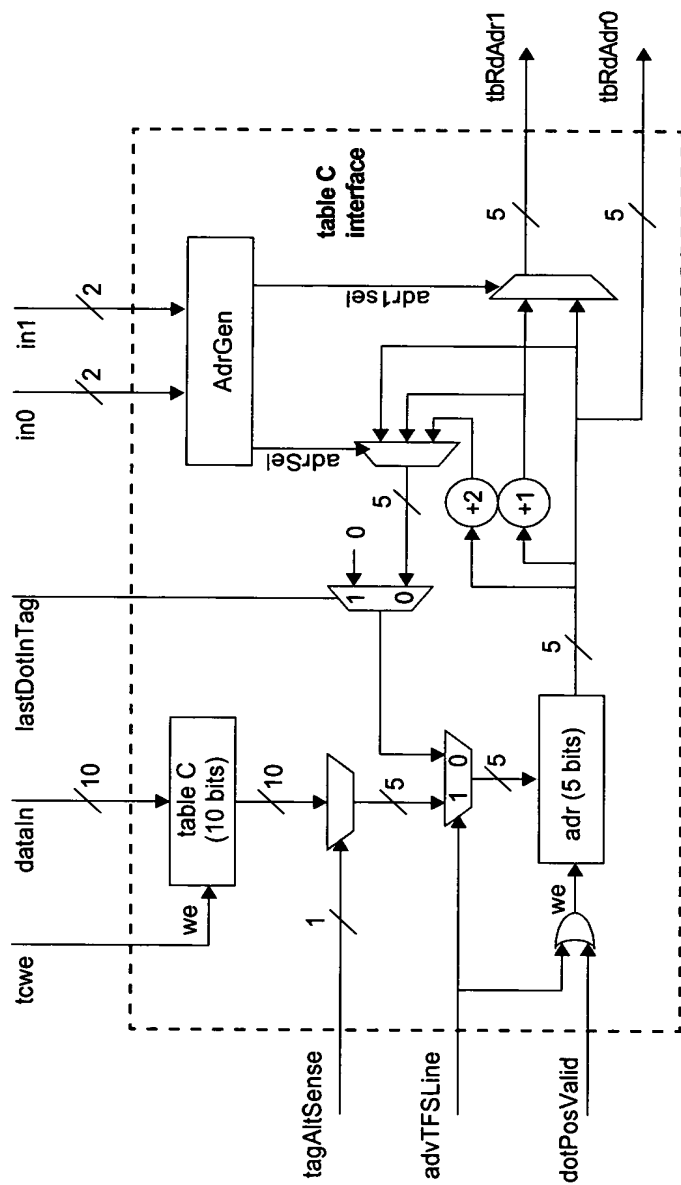 tcwe
dataIn
lastDotInTag
in0
in1
10
2
2
we
table C
(10 bits)
AdrGen
table C
interface
10
1
0
0
5
adrSel
adr1sel
1
5
1
0
5
+2
+1
5
5
5
we
adr (5 bits)
tagAltSense
advTFSLine
dotPosValid
tbRdAdr1
tbRdAdr0